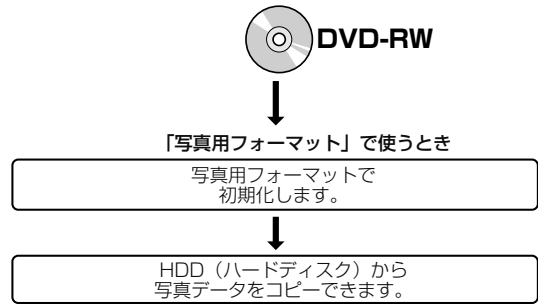 DVD-RW
「写真用フォーマット」で使うとき
写真用フォーマットで
初期化します。
HDD（ハードディスク）から
写真データをコピーできます。